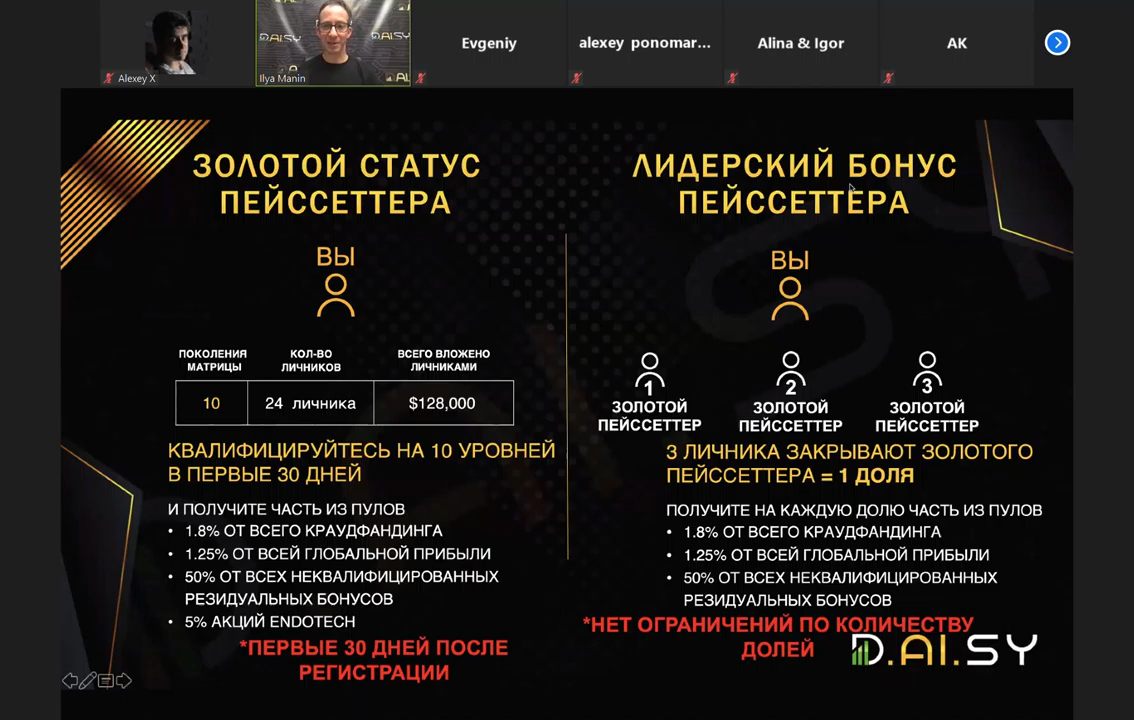 Alexey X
D.AI.SY
D.AI.SY
Ilya Manin
Evgeniy
alexey ponomar...
Alina & Igor
AK
ЗОЛОТОЙ СТАТУС
ПЕЙССЕТТЕРА
ВЫ
ПОКОЛЕНИЯ
МАТРИЦЫ
КОЛ-ВО
ЛИЧНИКОВ
ВСЕГО ВЛОЖЕНО
ЛИЧНИКАМИ
10
24 личника
$128,000
КВАЛИФИЦИРУЙТЕСЬ НА 10 УРОВНЕЙ
В ПЕРВЫЕ 30 ДНЕЙ
И ПОЛУЧИТЕ ЧАСТЬ ИЗ ПУЛОВ
• 1.8% ОТ ВСЕГО КРАУДФАНДИНГА
• 1.25% ОТ ВСЕЙ ГЛОБАЛЬНОЙ ПРИБЫЛИ
• 50% ОТ ВСЕХ НЕКВАЛИФИЦИРОВАННЫХ
РЕЗИДУАЛЬНЫХ БОНУСОВ
• 5% АКЦИЙ ENDOTECH
*ПЕРВЫЕ 30 ДНЕЙ ПОСЛЕ
РЕГИСТРАЦИИ
ЛИДЕРСКИЙ БОНУС
ПЕЙССЕТТЕРА
ВЫ
1
ЗОЛОТОЙ
ПЕЙССЕТТЕР
2
ЗОЛОТОЙ
ПЕЙССЕТТЕР
3
ЗОЛОТОЙ
ПЕЙССЕТТЕР
3 ЛИЧНИКА ЗАКРЫВАЮТ ЗОЛОТОГО
ПЕЙССЕТТЕРА = 1 ДОЛЯ
ПОЛУЧИТЕ НА КАЖДУЮ ДОЛЮ ЧАСТЬ ИЗ ПУЛОВ
• 1.8% ОТ ВСЕГО КРАУДФАНДИНГА
• 1.25% ОТ ВСЕЙ ГЛОБАЛЬНОЙ ПРИБЫЛИ
• 50% ОТ ВСЕХ НЕКВАЛИФИЦИРОВАННЫХ
РЕЗИДУАЛЬНЫХ БОНУСОВ
*НЕТ ОГРАНИЧЕНИЙ ПО КОЛИЧЕСТВУ
ДОЛЕЙ
D.AI.SY